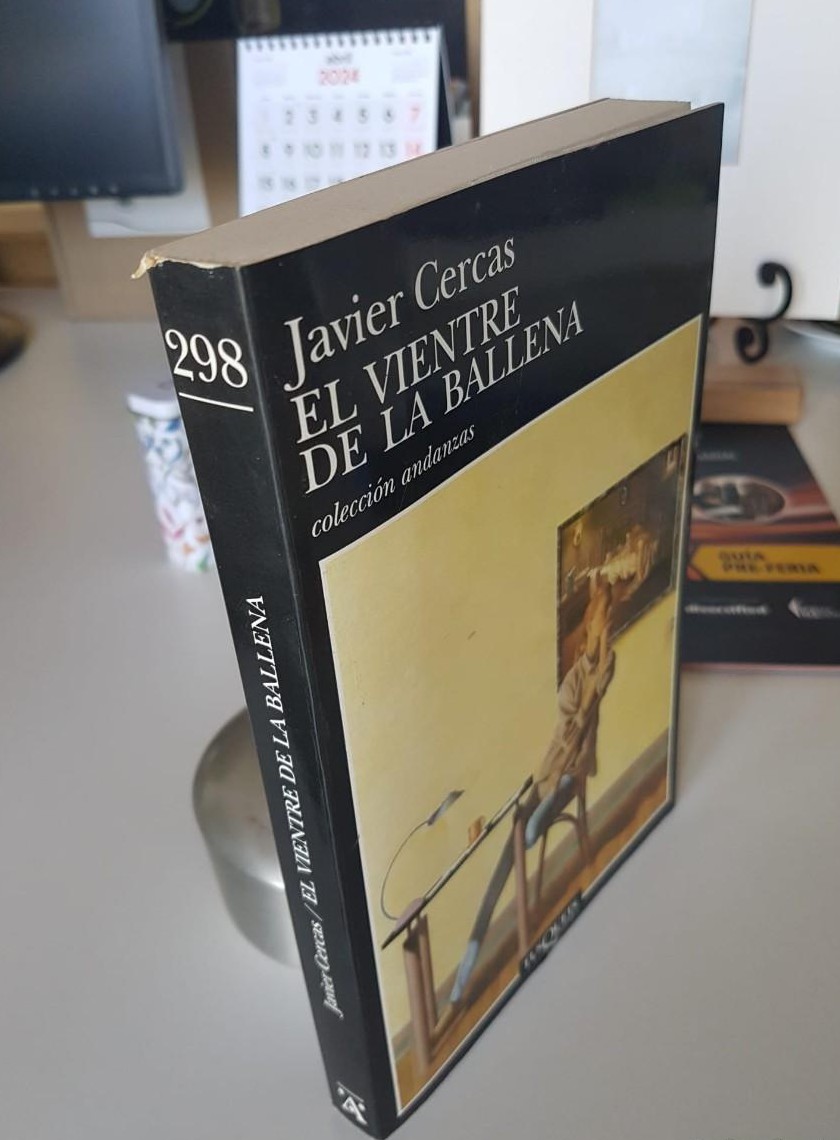 abril
2024
2 3 4 5 6 7
8 9 10 11 12 13 14
15 16
298
Javier Cercas
EL VIENTRE
DE LA BALLENA
colección andanzas
Javier Cercas / EL VIENTRE DE LA BALLENA
TUSQUETS
GUÍA
PRE-FERIA